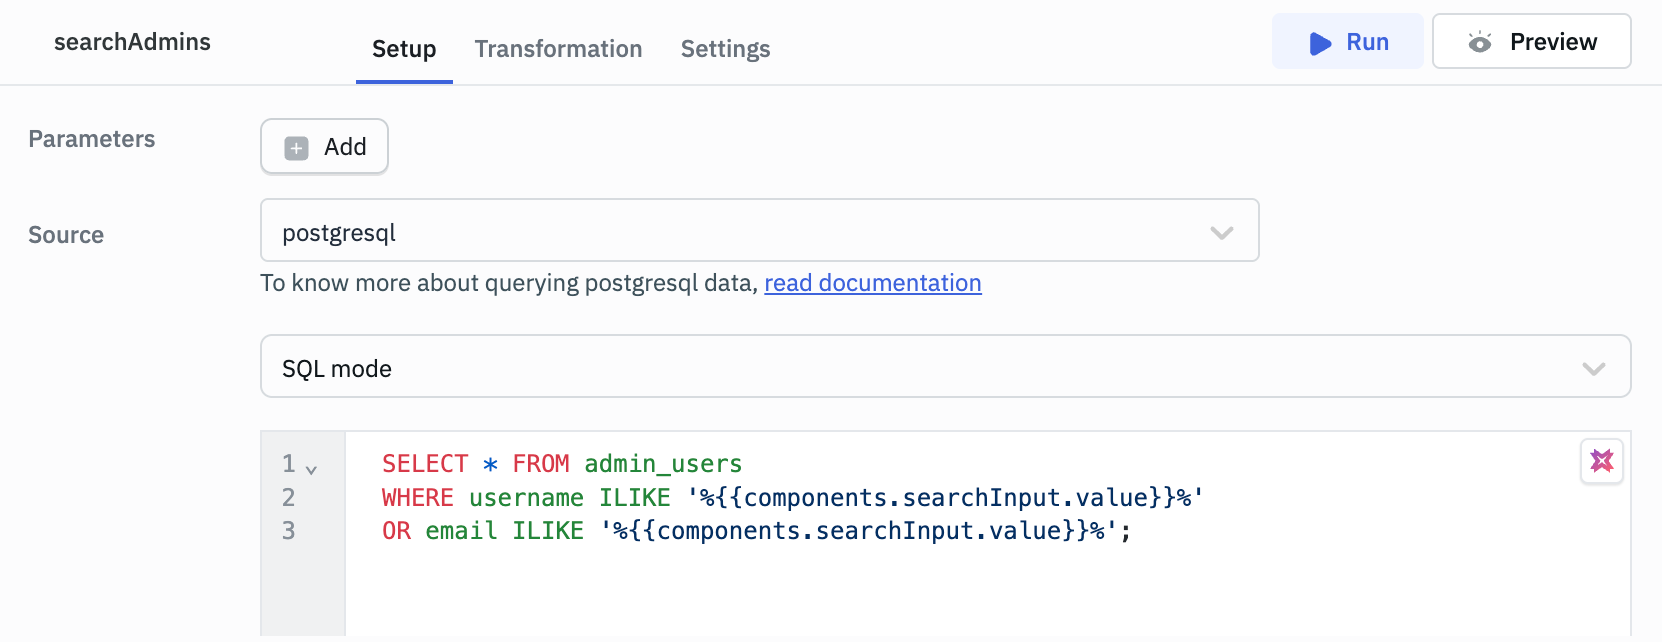 searchAdmins
Setup Transformation Settings
Run Preview
Parameters
Add
Source
postgresql
To know more about querying postgresql data, read documentation
SQL mode
1 SELECT * FROM admin_users
2 WHERE username ILIKE '%{{components.searchInput.value}}%'
3 OR email ILIKE '%{{components.searchInput.value}}%';